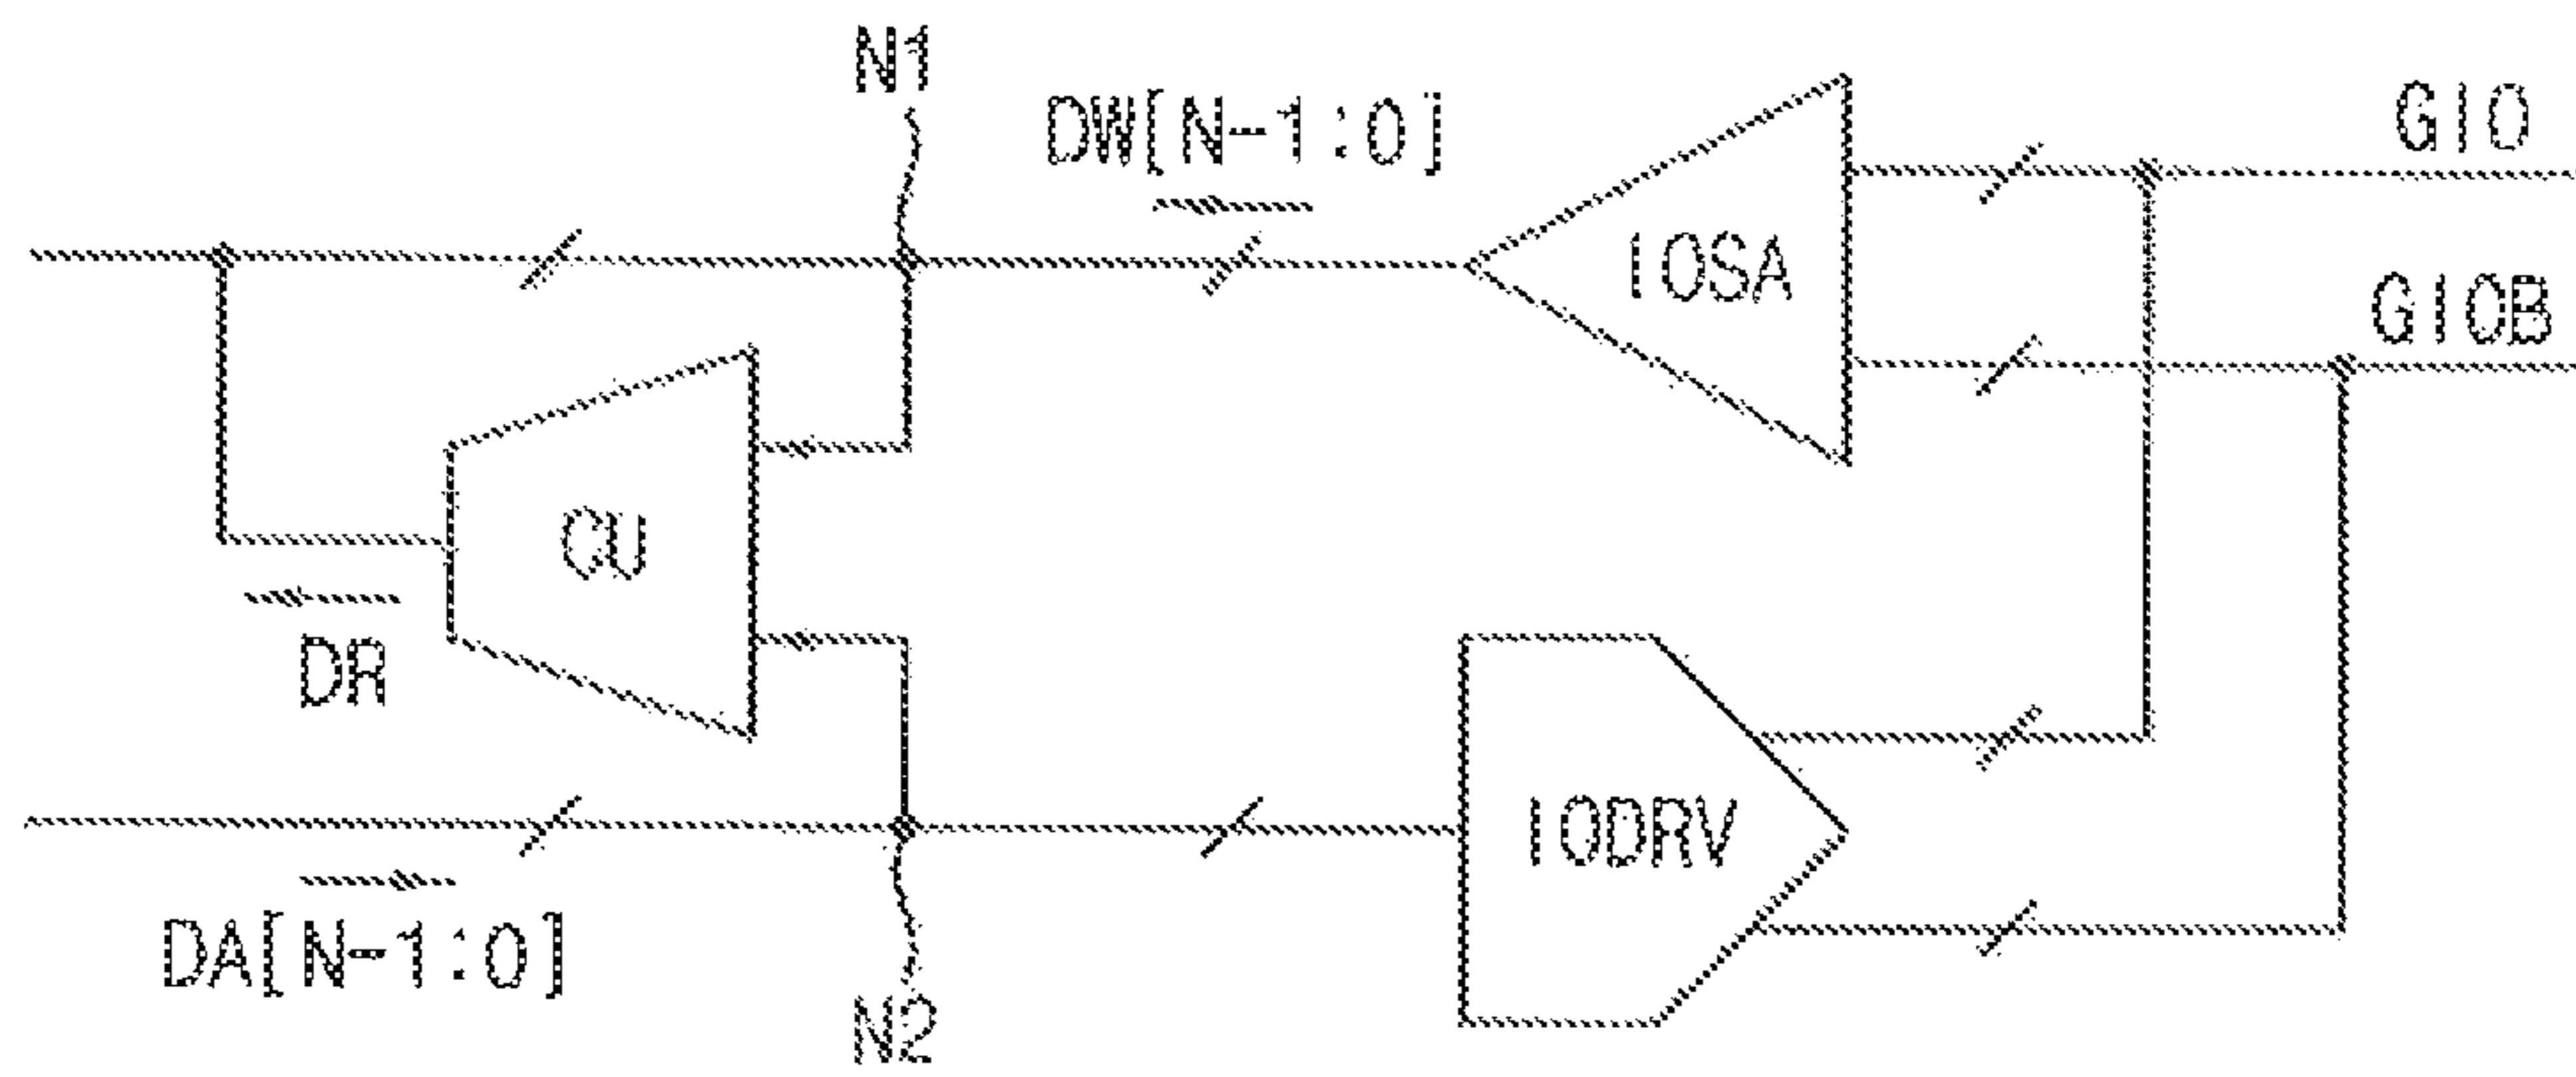 N1
DW[N-1:0]
GIO
GIOB
IOSA
CU
DR
IODRV
DA[N-1:0]
N2